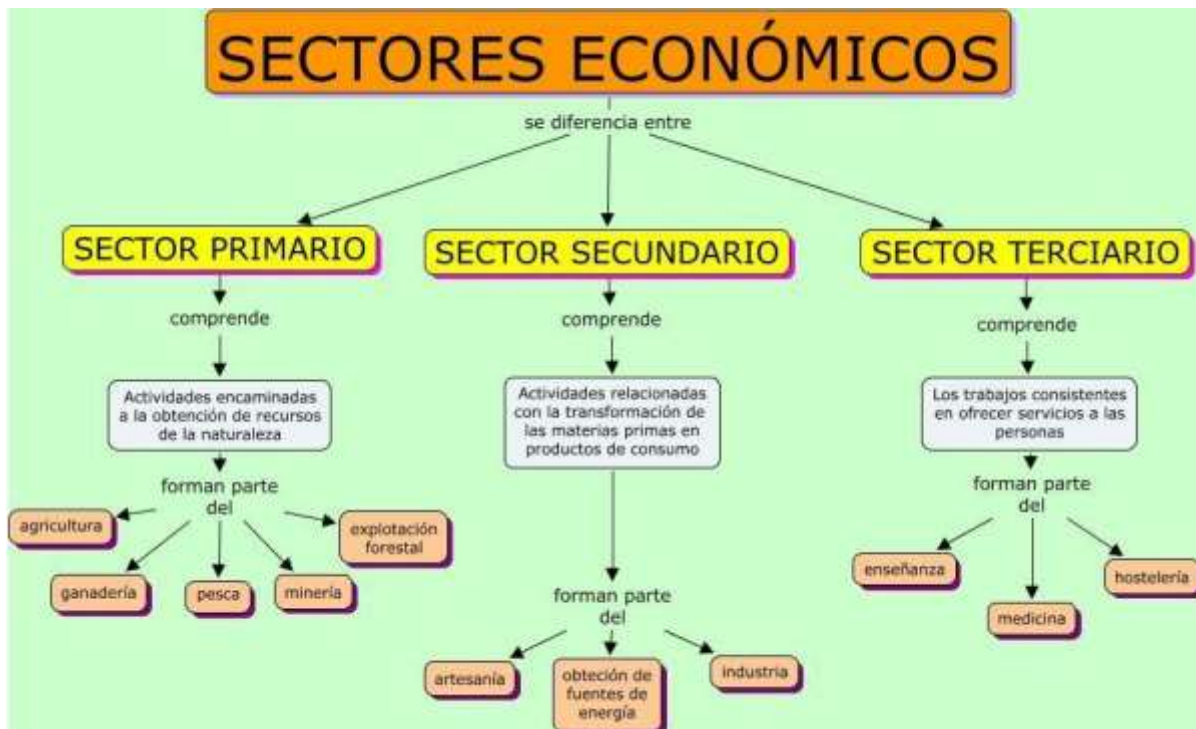 SECTORES ECONÓMICOS
se diferencia entre
SECTOR PRIMARIO
comprende
Actividades encaminadas
a la obtención de recursos
de la naturaleza
forman parte
del
agricultura
ganadería
pesca
minería
explotación
forestal
SECTOR SECUNDARIO
comprende
Actividades relacionadas
con la transformación de
las materias primas en
productos de consumo
forman parte
del
artesanía
obteción de
fuentes de
energía
industria
SECTOR TERCIARIO
comprende
Los trabajos consistentes
en ofrecer servicios a las
personas
forman parte
del
enseñanza
medicina
hostelería